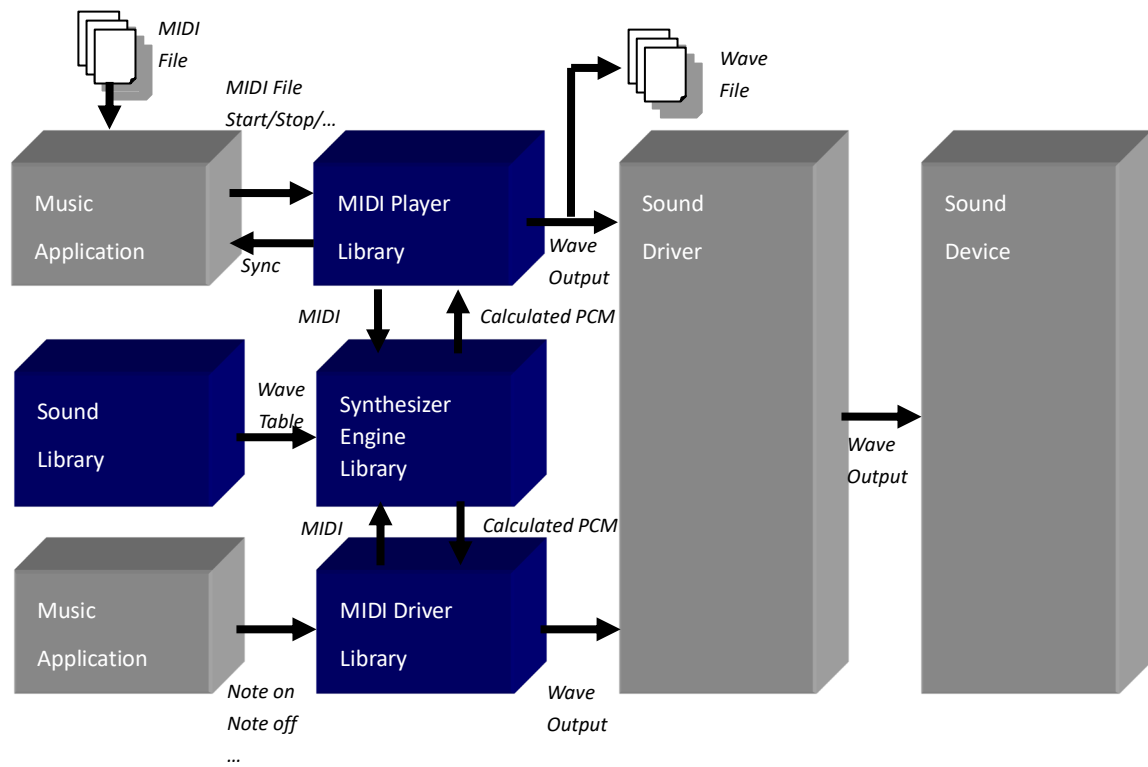 MIDI
File
Wave
File
MIDI File
Start/Stop/...
Music
Application
MIDI Player
Library
Sound
Driver
Sound
Device
Sync
Wave
Output
MIDI
Calculated PCM
Sound
Library
Wave
Table
Synthesizer
Engine
Library
Wave
Output
MIDI
Calculated PCM
Music
Application
MIDI Driver
Library
Note on
Note off
...
Wave
Output